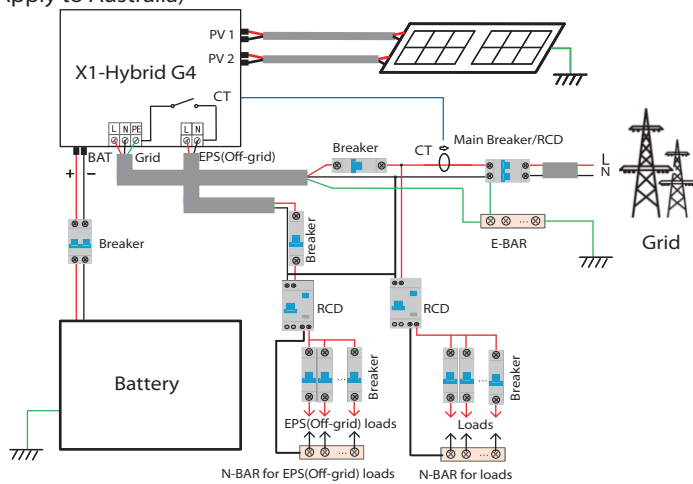 Apply to Australia)
PV 1
PV 2
X1-Hybrid G4
CT
L N PE
L N
BAT
Grid
EPS(Off-grid)
+
−
Breaker
CT
Main Breaker/RCD
L
N
Grid
E-BAR
Breaker
Breaker
RCD
RCD
Battery
Breaker
Breaker
EPS(Off-grid) loads
Loads
N-BAR for EPS(Off-grid) loads
N-BAR for loads